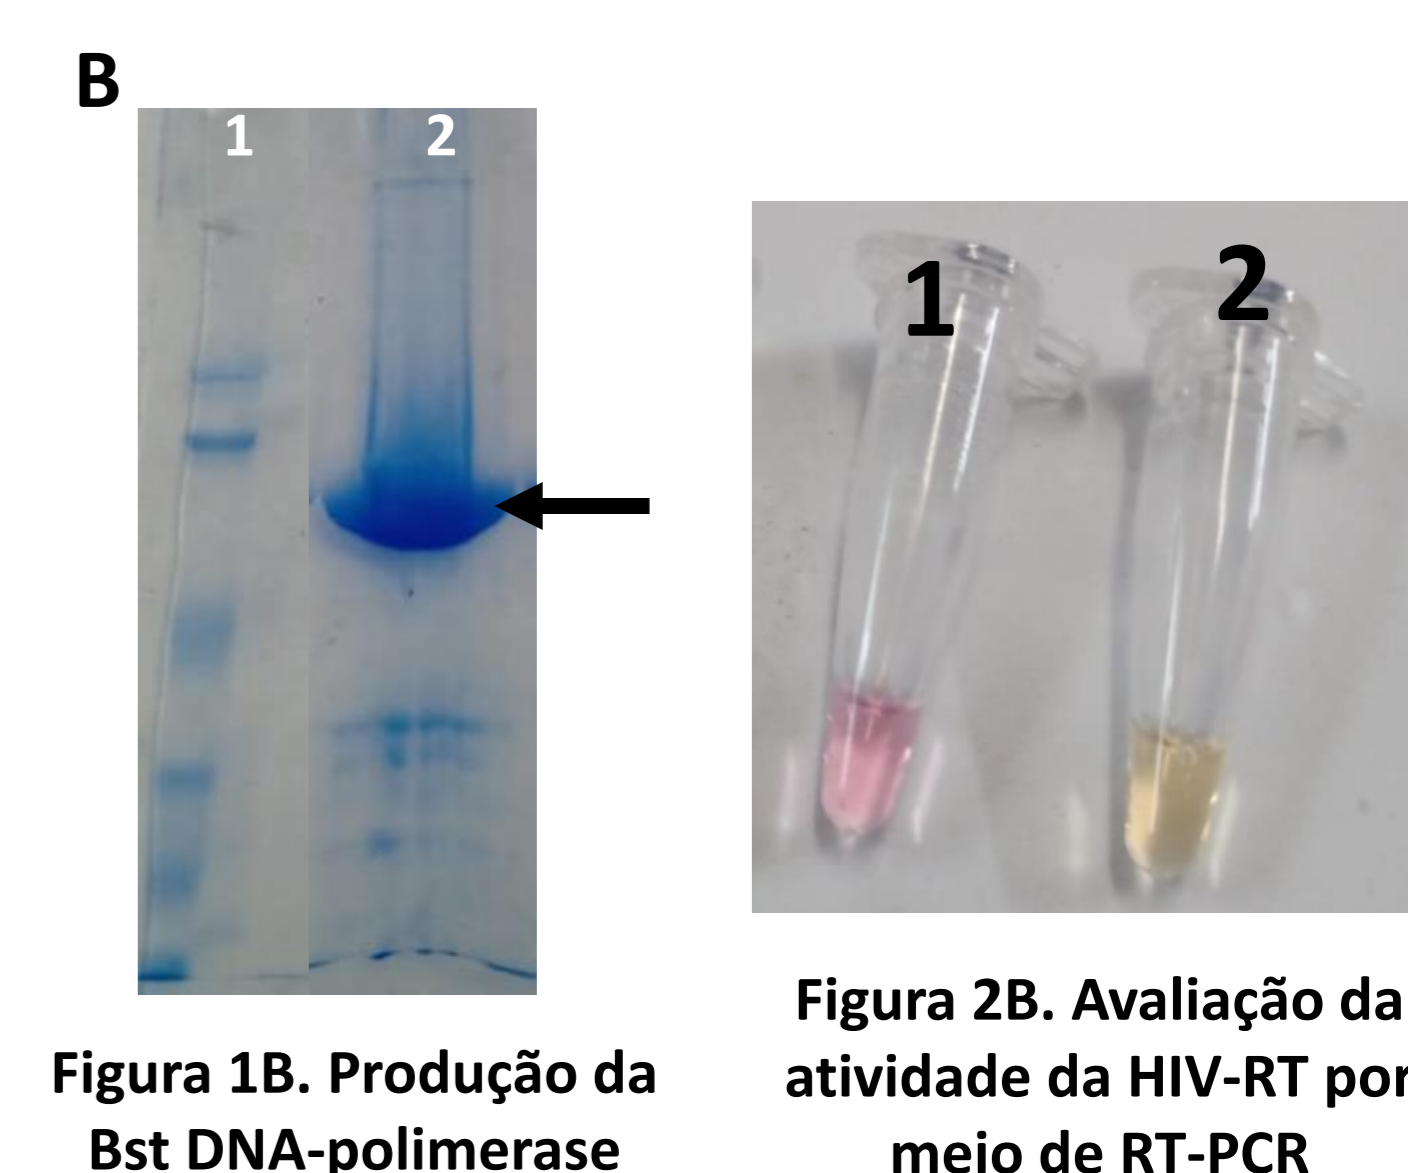 B
1
2
1
2
Figura 1B. Produção da
Bst DNA-polimerase
Figura 2B. Avaliação da
atividade da HIV-RT por
meio de RT-PCR